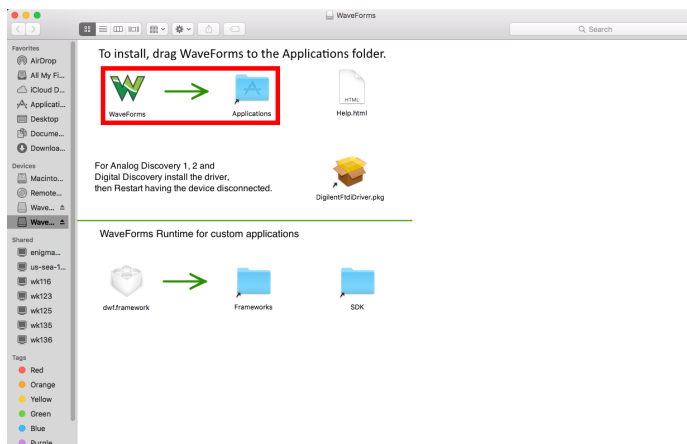 WaveForms
Search
Favorites
AirDrop
All My Fi...
iCloud D...
Applicati...
Desktop
Docume...
Downloa...
Devices
Macinto...
Remote...
Wave...
Wave...
Shared
enigma...
us-sea-1...
wk116
wk123
wk125
wk135
wk136
Tags
Red
Orange
Yellow
Green
Blue
Purple
To install, drag WaveForms to the Applications folder.
WaveForms
Applications
HTML
Help.html
For Analog Discovery 1, 2 and
Digital Discovery install the driver,
then Restart having the device disconnected.
DigilentFtdiDriver.pkg
WaveForms Runtime for custom applications
dwf.framework
Frameworks
SDK